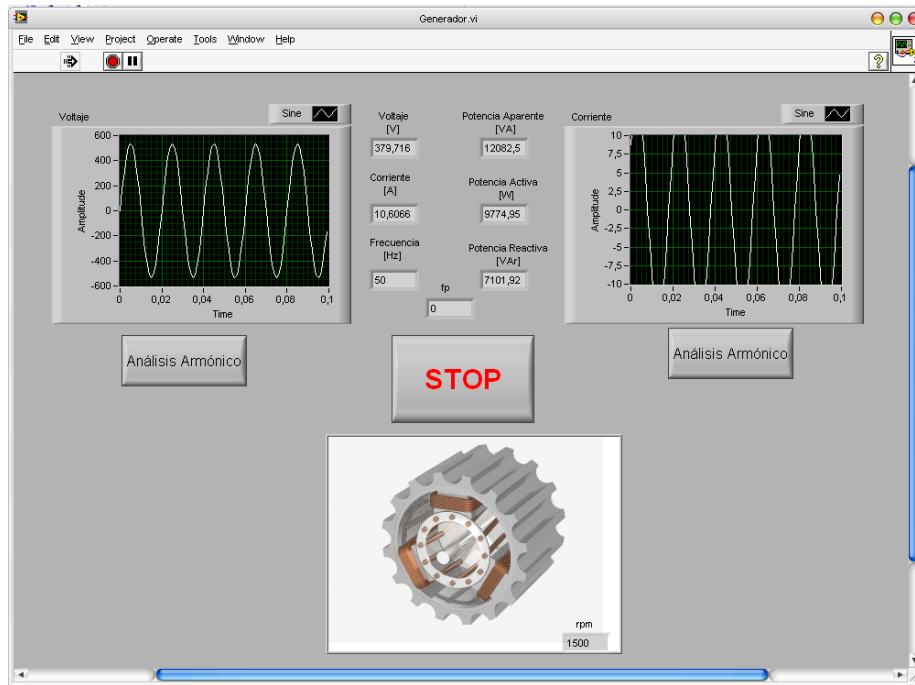 Generador.vi
File Edit View Project Operate Tools Window Help
Voltaje
Sine
600
400
200
0
-200
-400
-600
Amplitude
0 0,02 0,04 0,06 0,08 0,1
Time
Análisis Armónico
Voltaje
[V]
379,716
Corriente
[A]
10,6066
Frecuencia
[Hz]
50
Potencia Aparente
[VA]
12082,5
Potencia Activa
[W]
9774,95
Potencia Reactiva
[VAr]
7101,92
fp
0
STOP
Corriente
Sine
10
7,5
5
2,5
0
-2,5
-5
-7,5
-10
Amplitude
0 0,02 0,04 0,06 0,08 0,1
Time
Análisis Armónico
rpm
1500